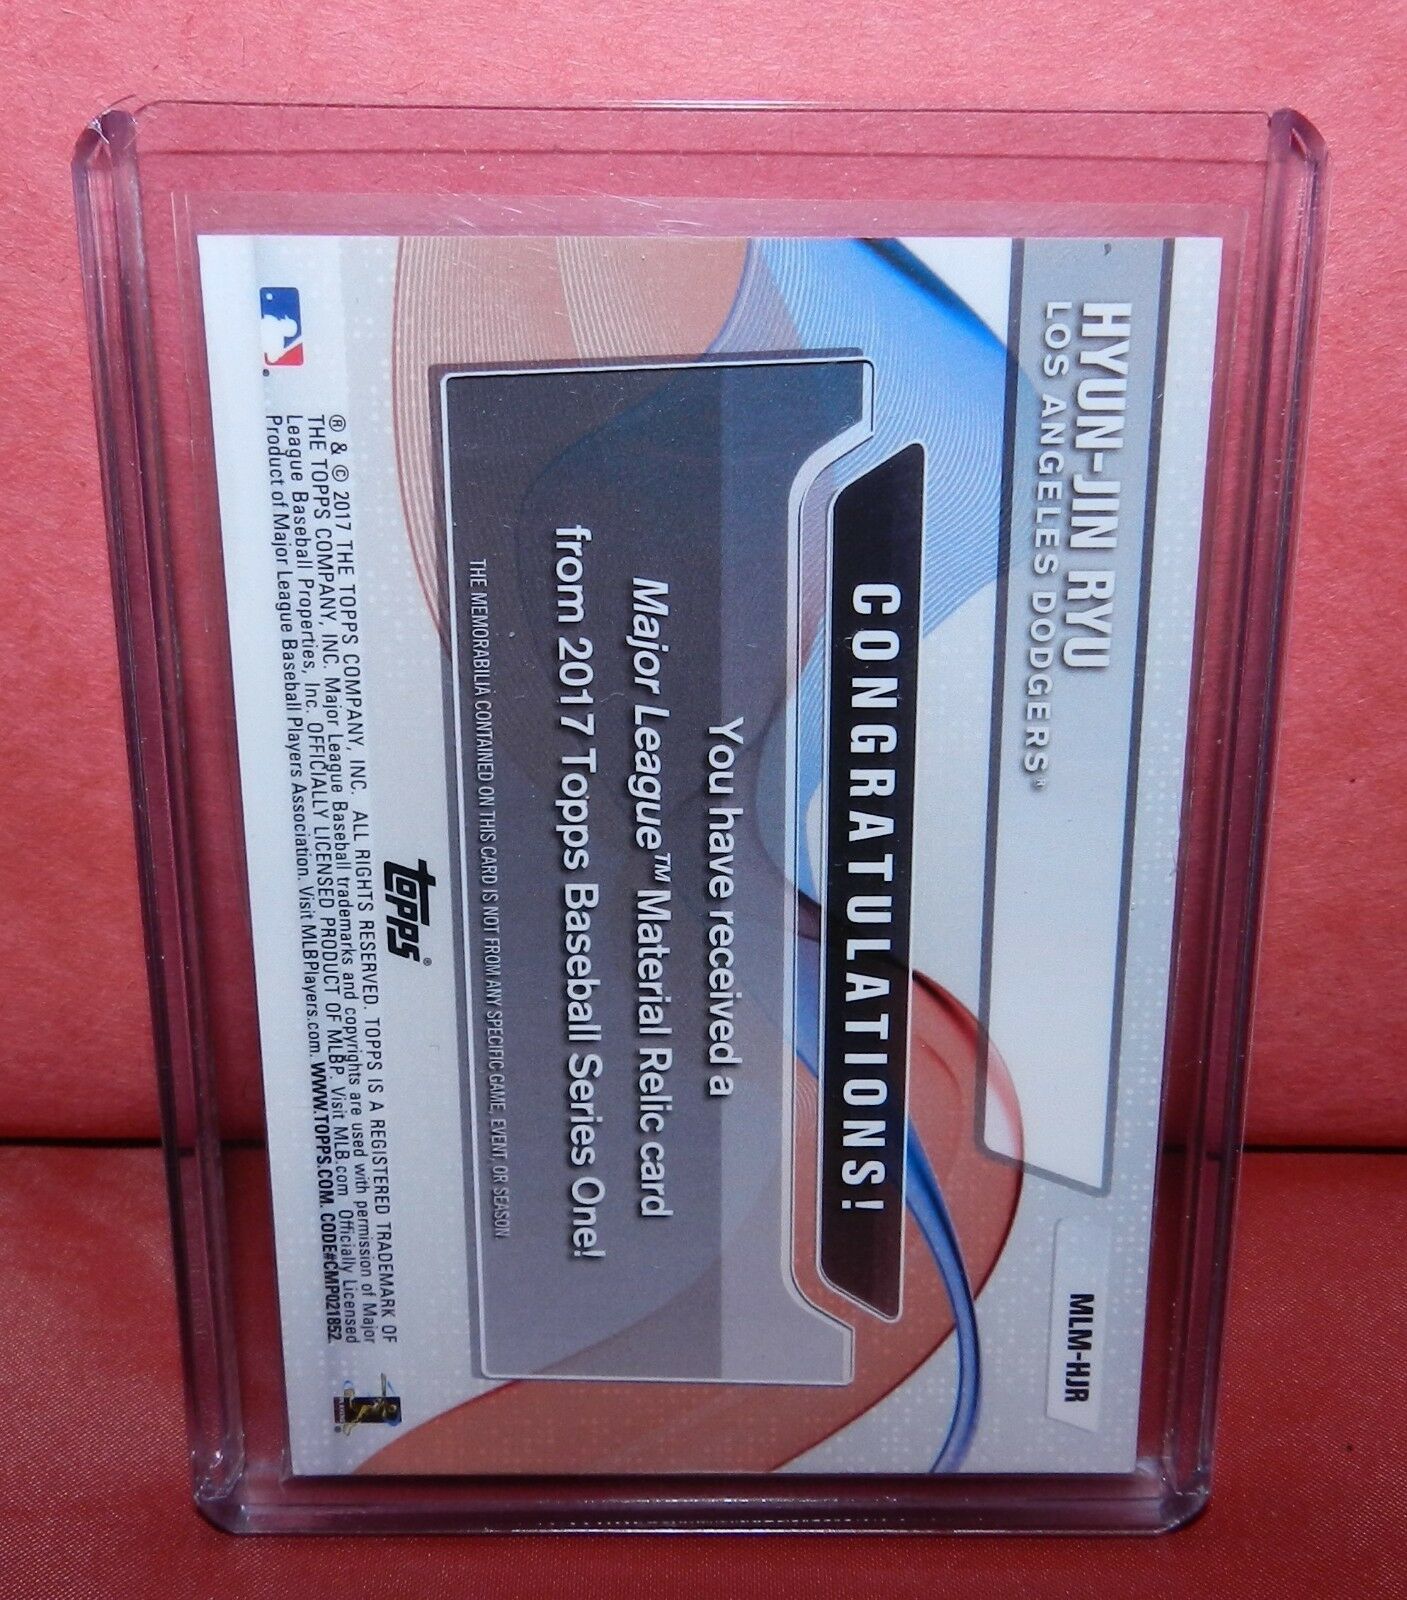 HYUN-JIN RYU
LOS ANGELES DODGERS®
MLM-HJR
CONGRATULATIONS!
You have received a
Major League™ Material Relic card
from 2017 Topps Baseball Series One!
THE MEMORABILIA CONTAINED ON THIS CARD IS NOT FROM ANY SPECIFIC GAME, EVENT, OR SEASON.
topps®
® & © 2017 THE TOPPS COMPANY, INC. ALL RIGHTS RESERVED. TOPPS IS A REGISTERED TRADEMARK OF
THE TOPPS COMPANY, INC. Major League Baseball trademarks and copyrights are used with permission of Major
League Baseball Properties, Inc. OFFICIALLY LICENSED PRODUCT OF MLBP. Visit MLB.com Officially Licensed
Product of Major League Baseball Players Association. Visit MLBPlayers.com. WWW.TOPPS.COM. CODE#CMP021852